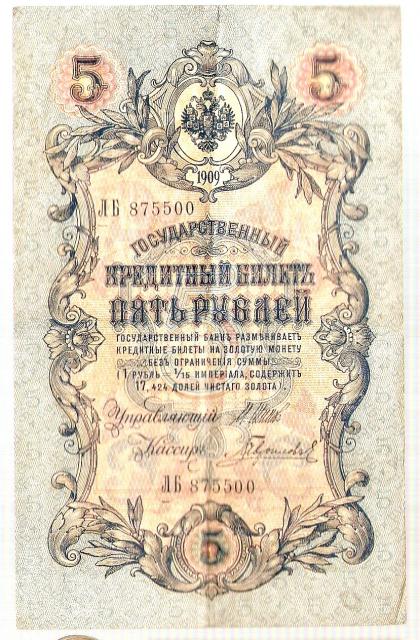 5 5
1909
ЛБ 875500
ГОСУДАРСТВЕННЫЙ
КРЕДИТНЫЙ БИЛЕТЪ
ПЯТЬ РУБЛЕЙ
ГОСУДАРСТВЕННЫЙ БАНКЪ РАЗМѢНИВАЕТЪ
КРЕДИТНЫЕ БИЛЕТЫ НА ЗОЛОТУЮ МОНЕТУ
БЕЗЪ ОГРАНИЧЕНІЯ СУММЫ
(1 РУБЛЬ = 1/15 ИМПЕРІАЛА, СОДЕРЖИТЪ
17,424 ДОЛЕЙ ЧИСТАГО ЗОЛОТА).
Управляющій
Кассиръ
ЛБ 875500
5